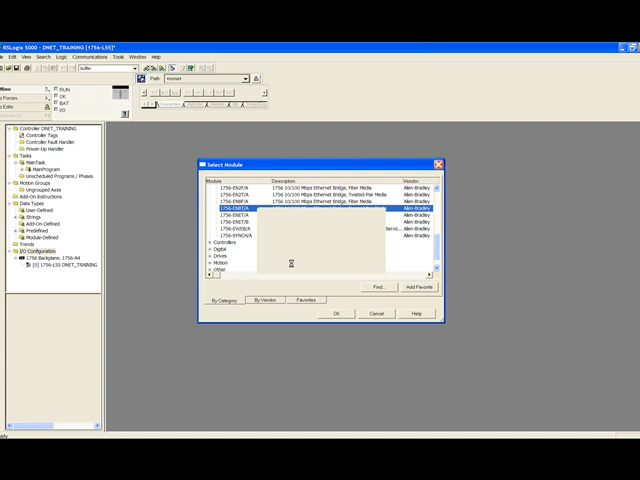 RSLogix 5000 - DNET_TRAINING [1756-L55]*
Edit View Search Logic Communications Tools Window Help
buffer
Path: <none>
RUN
OK
BAT
I/O
Forces
Edits
Favorites
Controller DNET_TRAINING
Controller Tags
Controller Fault Handler
Power-Up Handler
Tasks
MainTask
MainProgram
Unscheduled Programs / Phases
Motion Groups
Ungrouped Axes
Add-On Instructions
Data Types
User-Defined
Strings
Add-On-Defined
Predefined
Module-Defined
Trends
I/O Configuration
1756 Backplane, 1756-A4
[0] 1756-L55 DNET_TRAINING
Select Module
Module Description Vendor
1756-EN2F/A 1756 10/100 Mbps Ethernet Bridge, Fiber Media Allen-Bradley
1756-EN2T/A 1756 10/100 Mbps Ethernet Bridge, Twisted-Pair Media Allen-Bradley
1756-ENBF/A 1756 10/100 Mbps Ethernet Bridge, Fiber Media Allen-Bradley
1756-ENBT/A Allen-Bradley
1756-ENET/A Allen-Bradley
1756-ENET/B Allen-Bradley
1756-EWEB/A Servic... Allen-Bradley
1756-SYNCH/A Allen-Bradley
Controllers
Digital
Drives
Motion
Other
Find... Add Favorite
By Category By Vendor Favorites
OK Cancel Help